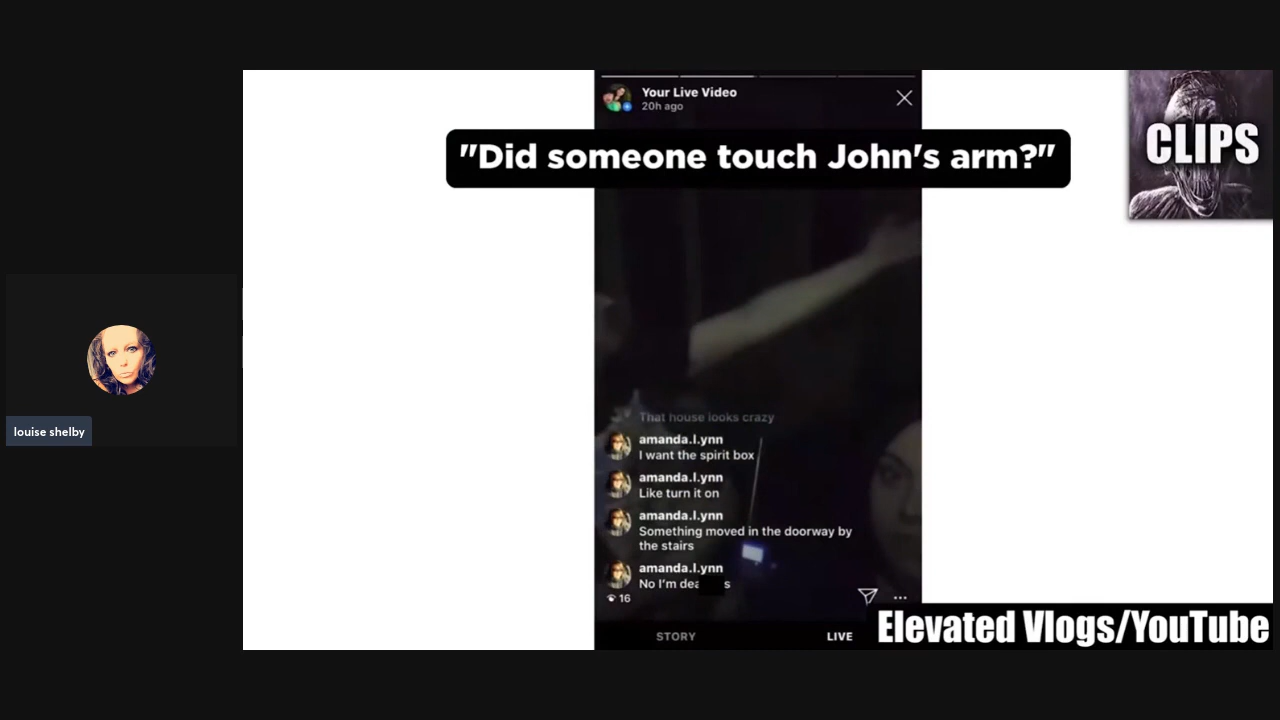 Your Live Video
20h ago
"Did someone touch John's arm?"
CLIPS
louise shelby
That house looks crazy
amanda.l.ynn
I want the spirit box
amanda.l.ynn
Like turn it on
amanda.l.ynn
Something moved in the doorway by
the stairs
amanda.l.ynn
No I'm
16
STORY
LIVE
Elevated Vlogs/YouTube